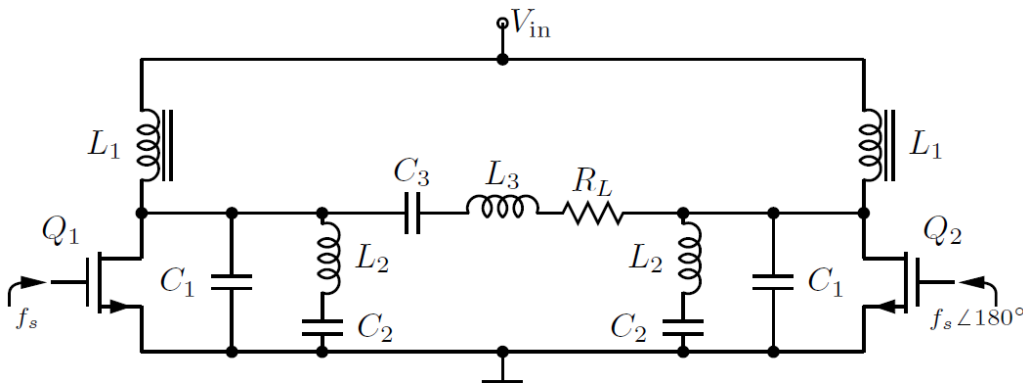 V_in
L_1
L_1
C_3
L_3
R_L
Q_1
Q_2
L_2
L_2
C_1
C_1
f_s
f_s∠180°
C_2
C_2